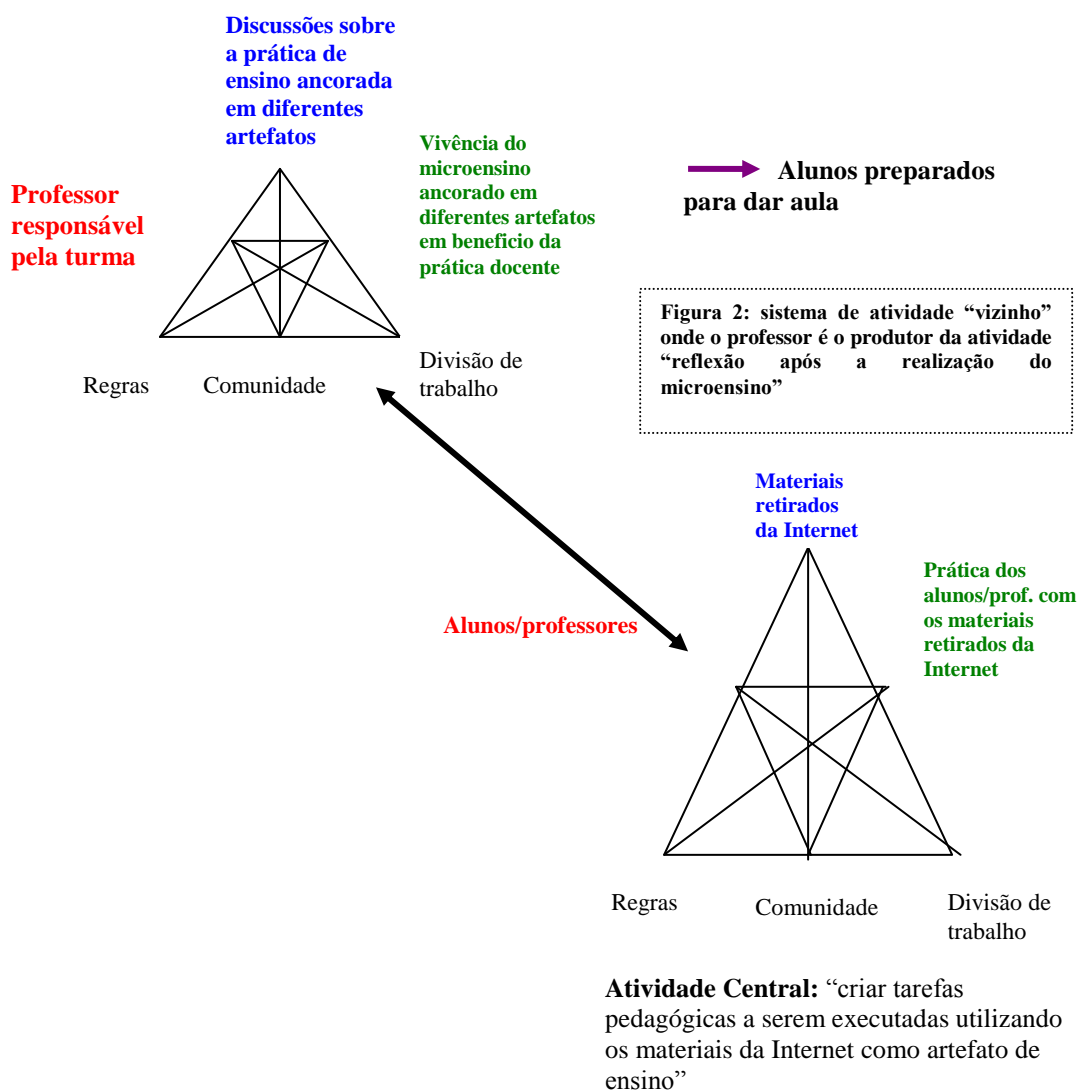 Discussões sobre
a prática de
ensino ancorada
em diferentes
artefatos
Vivência do
microensino
ancorado em
diferentes artefatos
em beneficio da
prática docente
Professor
responsável
pela turma
Alunos preparados
para dar aula
Figura 2: sistema de atividade “vizinho”
onde o professor é o produtor da atividade
“reflexão após a realização do
microensino”
Regras
Comunidade
Divisão de
trabalho
Materiais
retirados
da Internet
Prática dos
alunos/prof. com
os materiais
retirados da
Internet
Alunos/professores
Regras
Comunidade
Divisão de
trabalho
Atividade Central: “criar tarefas
pedagógicas a serem executadas utilizando
os materiais da Internet como artefato de
ensino”